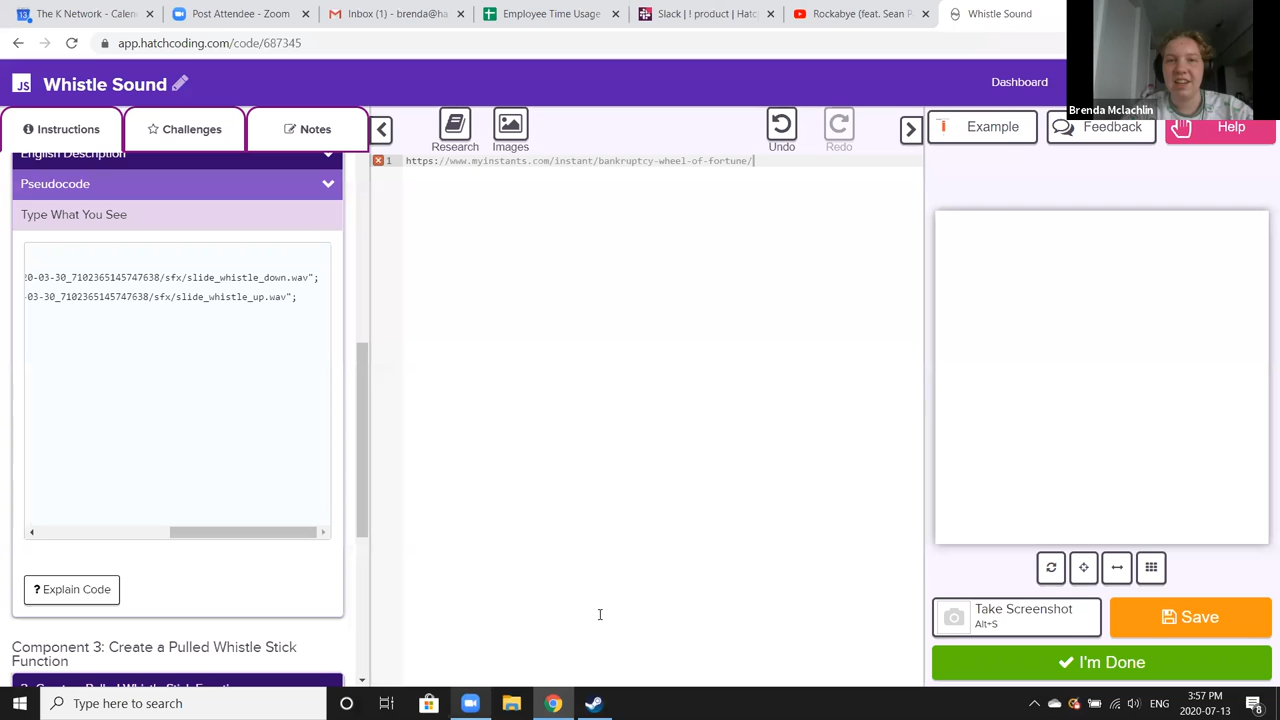 The K Network - Calen
Post Attendee - Zoom
Inbox (1) - brenda@ha
Employee Time Usage
Slack | ! product | Hatc
Rockabye (feat. Sean P
Whistle Sound
app.hatchcoding.com/code/687345
JS Whistle Sound
Dashboard
Brenda Mclachlin
Instructions
Challenges
Notes
Research
Images
Undo
Redo
Example
Feedback
Help
English Description
Pseudocode
Type What You See
1 https://www.myinstants.com/instant/bankruptcy-wheel-of-fortune/
20-03-30_7102365145747638/sfx/slide_whistle_down.wav";
-03-30_7102365145747638/sfx/slide_whistle_up.wav";
? Explain Code
Component 3: Create a Pulled Whistle Stick
Function
Take Screenshot
Alt+S
Save
I'm Done
Type here to search
ENG
3:57 PM
2020-07-13
8